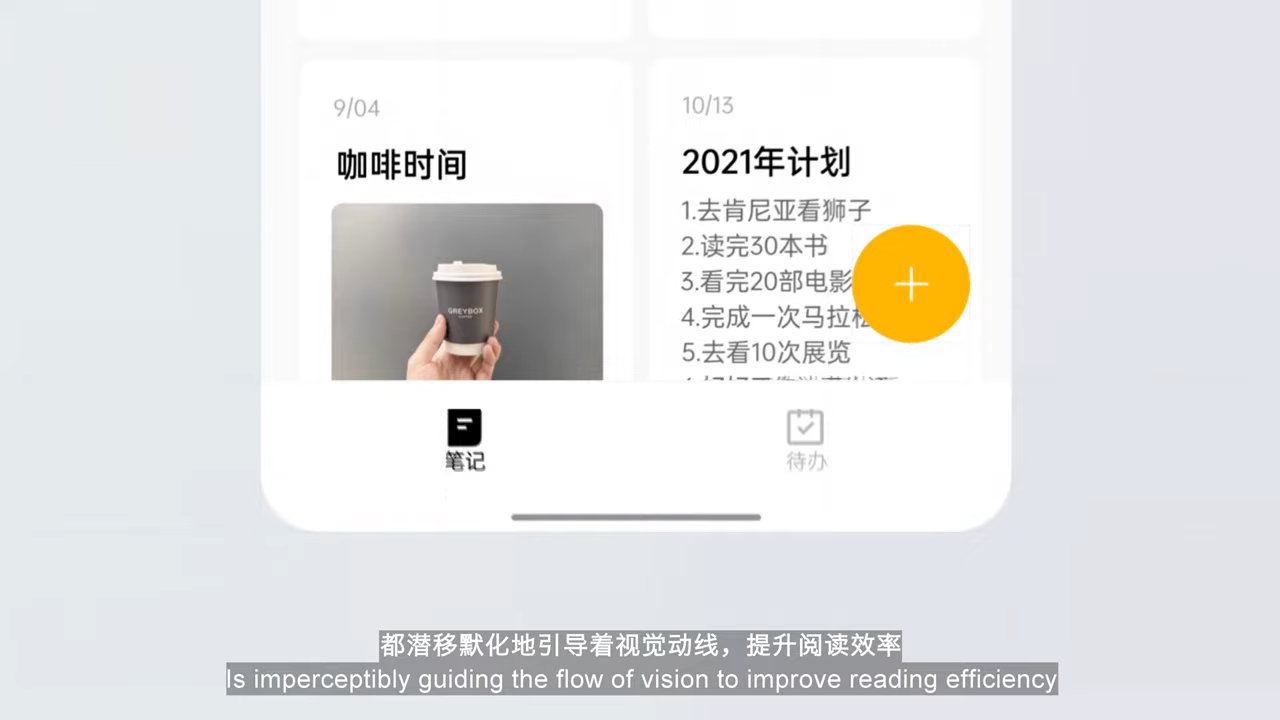 9/04
咖啡时间
GREYBOX
COFFEE
10/13
2021年计划
1.去肯尼亚看狮子
2.读完30本书
3.看完20部电影
4.完成一次马拉松
5.去看10次展览
笔记
待办
都潜移默化地引导着视觉动线，提升阅读效率
Is imperceptibly guiding the flow of vision to improve reading efficiency